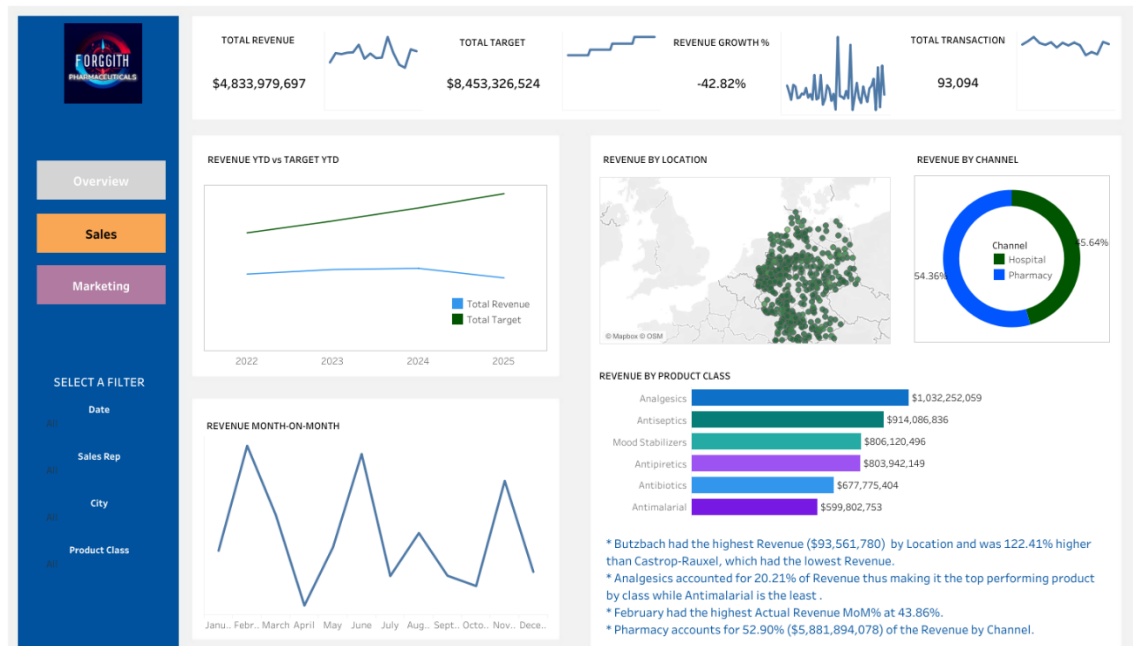 FORGGITH
PHARMACEUTICALS
TOTAL REVENUE
$4,833,979,697
TOTAL TARGET
$8,453,326,524
REVENUE GROWTH %
-42.82%
TOTAL TRANSACTION
93,094
Overview
Sales
Marketing
SELECT A FILTER
Date
All
Sales Rep
All
City
All
Product Class
All
REVENUE YTD vs TARGET YTD
Total Revenue
Total Target
2022 2023 2024 2025
REVENUE MONTH-ON-MONTH
Janu.. Febr.. March April May June July Aug.. Sept.. Octo.. Nov.. Dece..
REVENUE BY LOCATION
© Mapbox © OSM
REVENUE BY CHANNEL
45.64%
54.36%
Channel
Hospital
Pharmacy
REVENUE BY PRODUCT CLASS
Analgesics $1,032,252,059
Antiseptics $914,086,836
Mood Stabilizers $806,120,496
Antipiretics $803,942,149
Antibiotics $677,775,404
Antimalarial $599,802,753
* Butzbach had the highest Revenue ($93,561,780) by Location and was 122.41% higher
than Castrop-Rauxel, which had the lowest Revenue.
* Analgesics accounted for 20.21% of Revenue thus making it the top performing product
by class while Antimalarial is the least .
* February had the highest Actual Revenue MoM% at 43.86%.
* Pharmacy accounts for 52.90% ($5,881,894,078) of the Revenue by Channel.